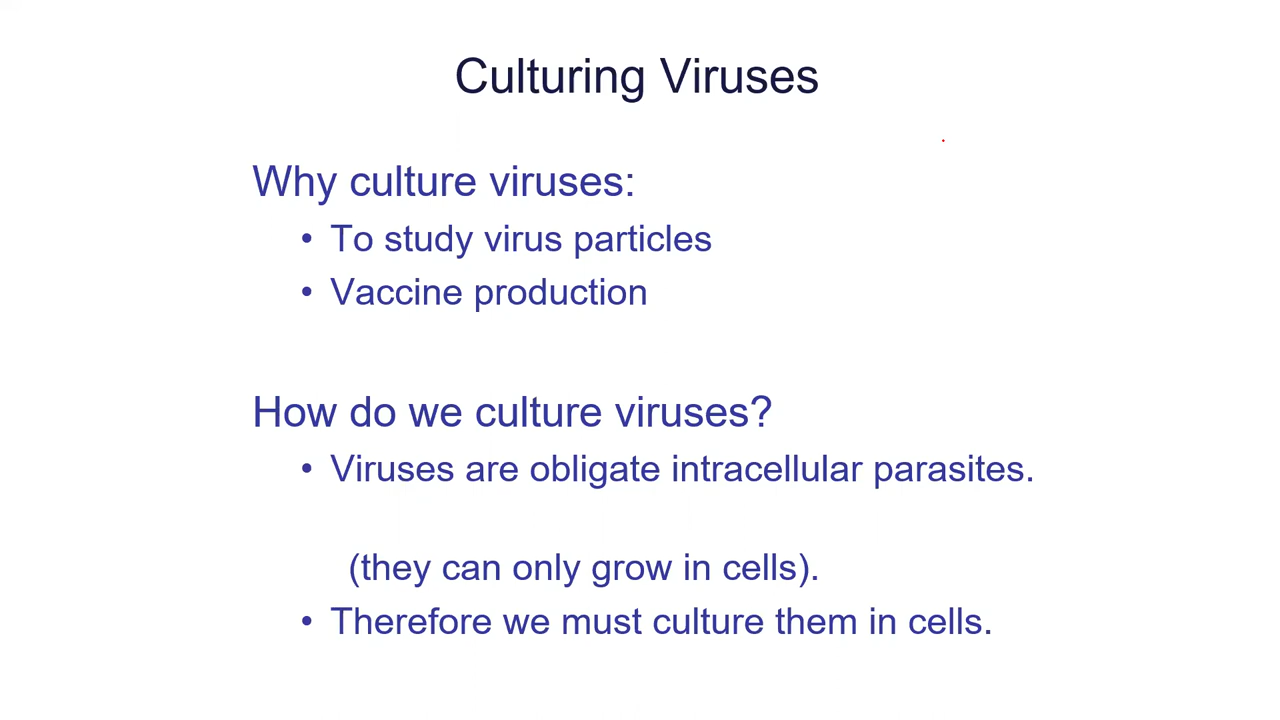 Culturing Viruses
Why culture viruses:
• To study virus particles
• Vaccine production
How do we culture viruses?
• Viruses are obligate intracellular parasites.
(they can only grow in cells).
• Therefore we must culture them in cells.